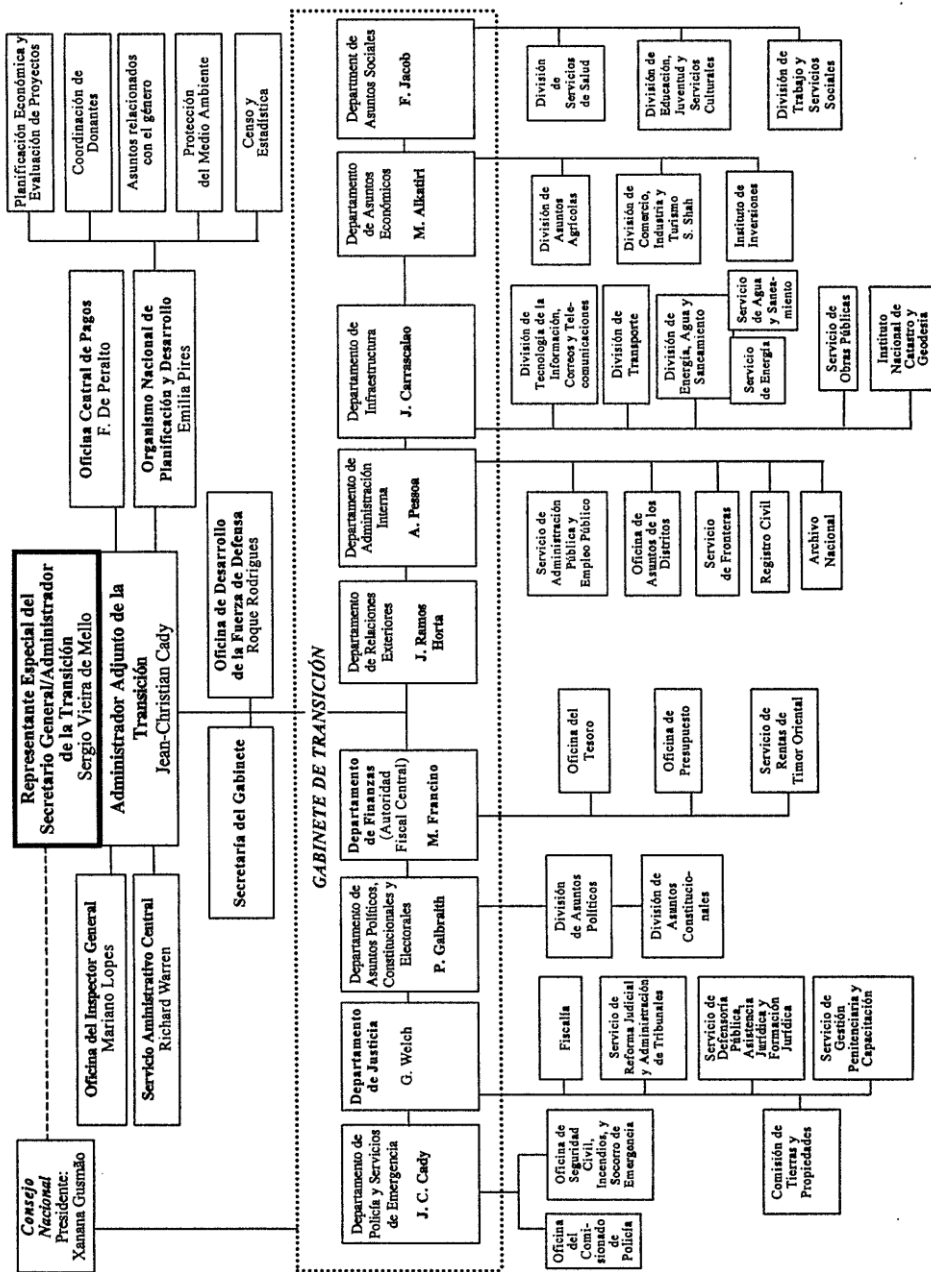 Consejo
Nacional
Presidente:
Xanana Gusmão
Representante Especial del
Secretario General/Administrador
de la Transición
Sergio Vieira de Mello
Administrador Adjunto de la
Transición
Jean-Christian Cady
Oficina del Inspector General
Mariano Lopes
Servicio Aministrativo Central
Richard Warren
Oficina Central de Pagos
F. De Peralto
Organismo Nacional de
Planificación y Desarrollo
Emilia Pires
Planificación Económica y
Evaluación de Proyectos
Coordinación de
Donantes
Asuntos relacionados
con el género
Protección
del Medio Ambiente
Censo y
Estadística
Secretaría del Gabinete
Oficina de Desarrollo
de la Fuerza de Defensa
Roque Rodrigues
GABINETE DE TRANSICIÓN
Departamento de
Policía y Servicios
de Emergencia
J. C. Cady
Departamento
de Justicia
G. Welch
Departamento de
Asuntos Políticos,
Constitucionales y
Electorales
P. Galbraith
Departamento
de Finanzas
(Autoridad
Fiscal Central)
M. Francino
Departamento
de Relaciones
Exteriores
J. Ramos
Horta
Departamento de
Administración
Interna
A. Pessoa
Departamento de
Infraestructura
J. Carrascalao
Departamento
de Asuntos
Económicos
M. Alkatiri
Department de
Asuntos Sociales
F. Jacob
Oficina
del
Comi-
sionado
de
Policía
Oficina de
Seguridad
Civil,
Incendios, y
Socorro de
Emergencia
Fiscalía
Servicio de
Reforma Judicial
y Administración
de Tribunales
Servicio de
Defensoría
Pública,
Asistencia
Jurídica y
Formación
Jurídica
Servicio de
Gestión
Penitenciaria y
Capacitación
Comisión de
Tierras y
Propiedades
División
de Asuntos
Políticos
División de
Asuntos
Constitucio-
nales
Oficina del
Tesoro
Oficina de
Presupuesto
Servicio de
Rentas de
Timor Oriental
Servicio de
Administración
Pública y
Empleo Público
Oficina de
Asuntos de los
Distritos
Servicio
de Fronteras
Registro Civil
Archivo
Nacional
División de
Tecnología de la
Información,
Correos y Tele-
comunicaciones
División de
Transporte
División de
Energía, Agua y
Saneamiento
Servicio
de Energía
Servicio
de Agua
y Sanea-
miento
Servicio de
Obras Públicas
Instituto
Nacional de
Catastro y
Geodesia
División de
Asuntos
Agrícolas
División de
Comercio,
Industria y
Turismo
S. Shah
Instituto de
Inversiones
División
de
Servicios
de Salud
División de
Educación,
Juventud y
Servicios
Culturales
División de
Trabajo y
Servicios
Sociales